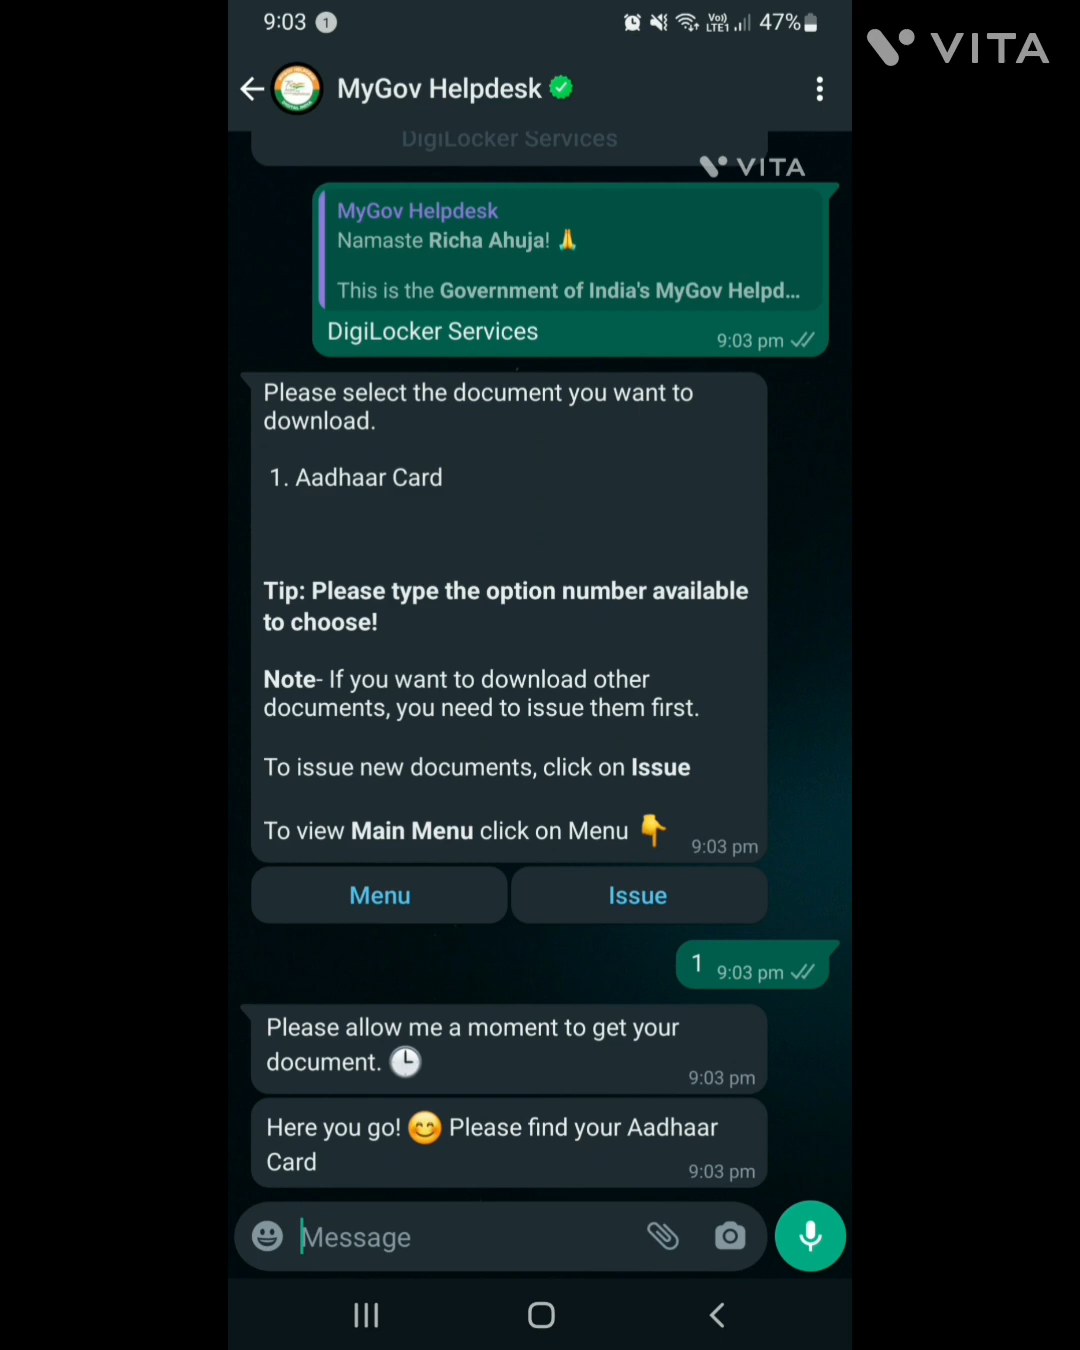 9:03 1 Vo)) LTE1 47%
VITA
MyGov Helpdesk
DigiLocker Services
VITA
MyGov Helpdesk
Namaste Richa Ahuja! 🙏
This is the Government of India's MyGov Helpd...
DigiLocker Services
9:03 pm
Please select the document you want to
download.
1. Aadhaar Card
Tip: Please type the option number available
to choose!
Note- If you want to download other
documents, you need to issue them first.
To issue new documents, click on Issue
To view Main Menu click on Menu 👇
9:03 pm
Menu
Issue
1 9:03 pm
Please allow me a moment to get your
document. 🕒
9:03 pm
Here you go! 😊 Please find your Aadhaar
Card
9:03 pm
Message